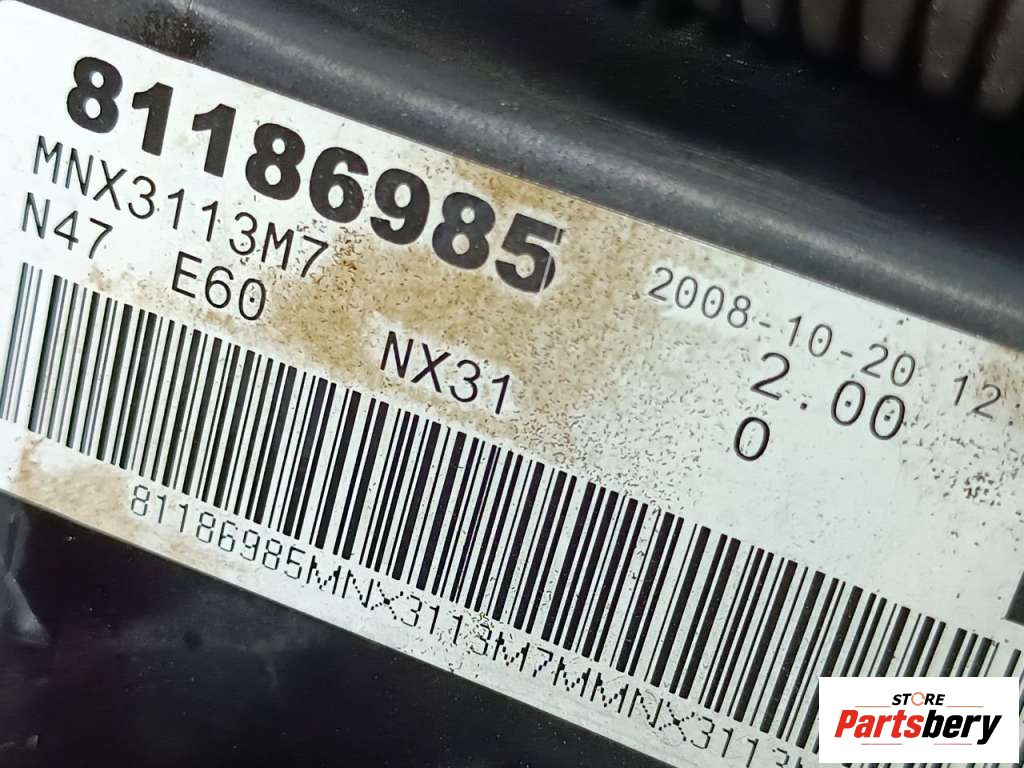 81186985
MNX3113M7
2008-10-20 12
N47 E60
NX31
2.00
0
81186985MNX3113M7MMNX3113
STORE
Partsbery